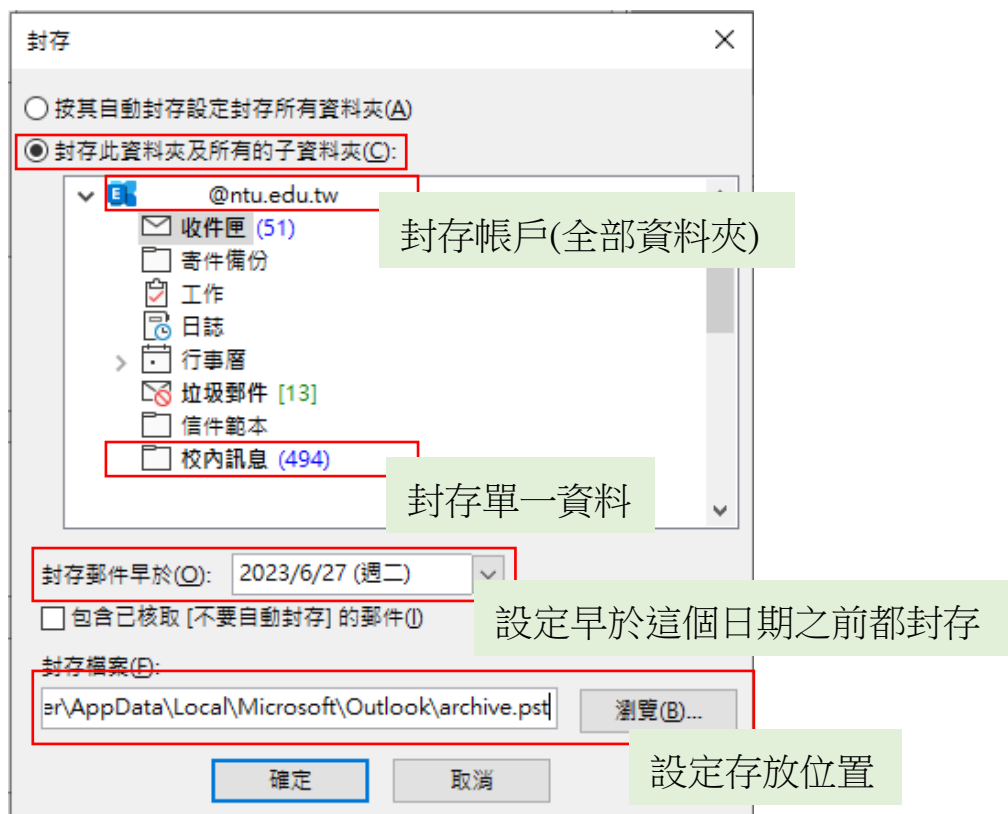 封存
按其自動封存設定封存所有資料夾(A)
封存此資料夾及所有的子資料夾(C):
@ntu.edu.tw
封存帳戶(全部資料夾)
收件匣 (51)
寄件備份
工作
日誌
行事曆
垃圾郵件 [13]
信件範本
校內訊息 (494)
封存單一資料
封存郵件早於(O): 2023/6/27 (週二)
包含已核取 [不要自動封存] 的郵件(I)
設定早於這個日期之前都封存
封存檔案(F):
er\AppData\Local\Microsoft\Outlook\archive.pst 瀏覽(B)...
設定存放位置
確定 取消